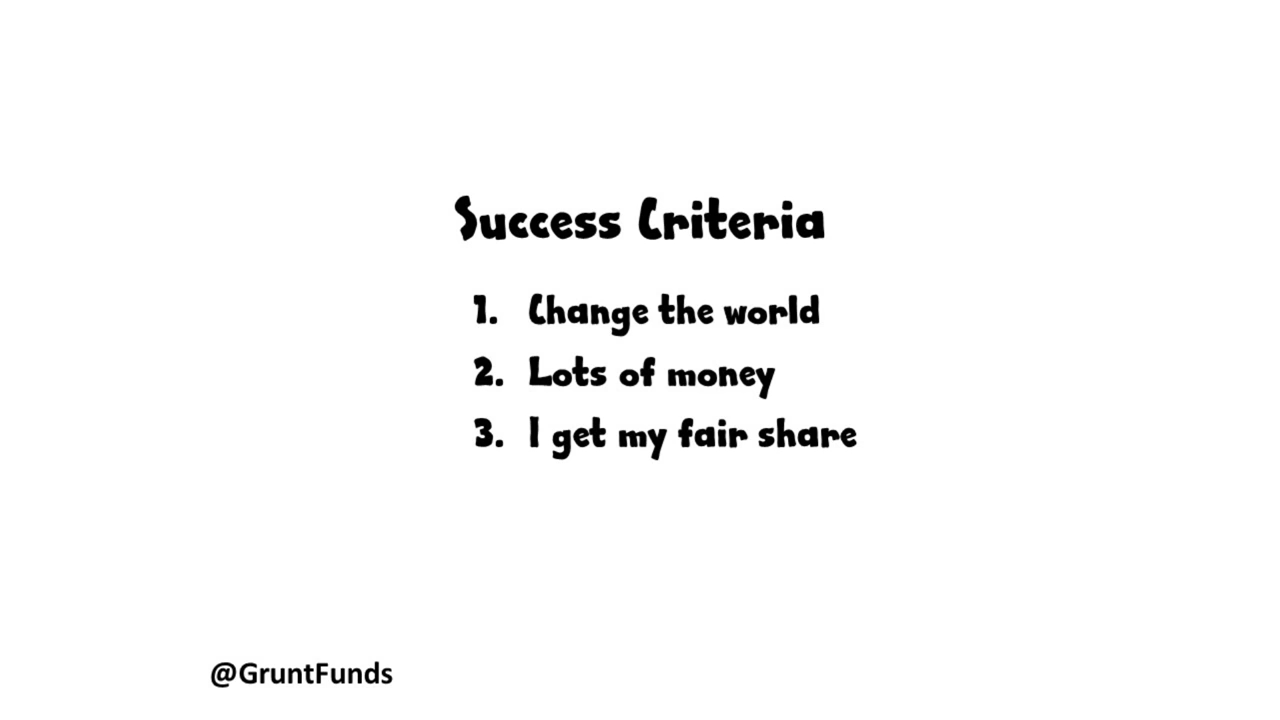 Success Criteria
1. Change the world
2. Lots of money
3. I get my fair share
@GruntFunds